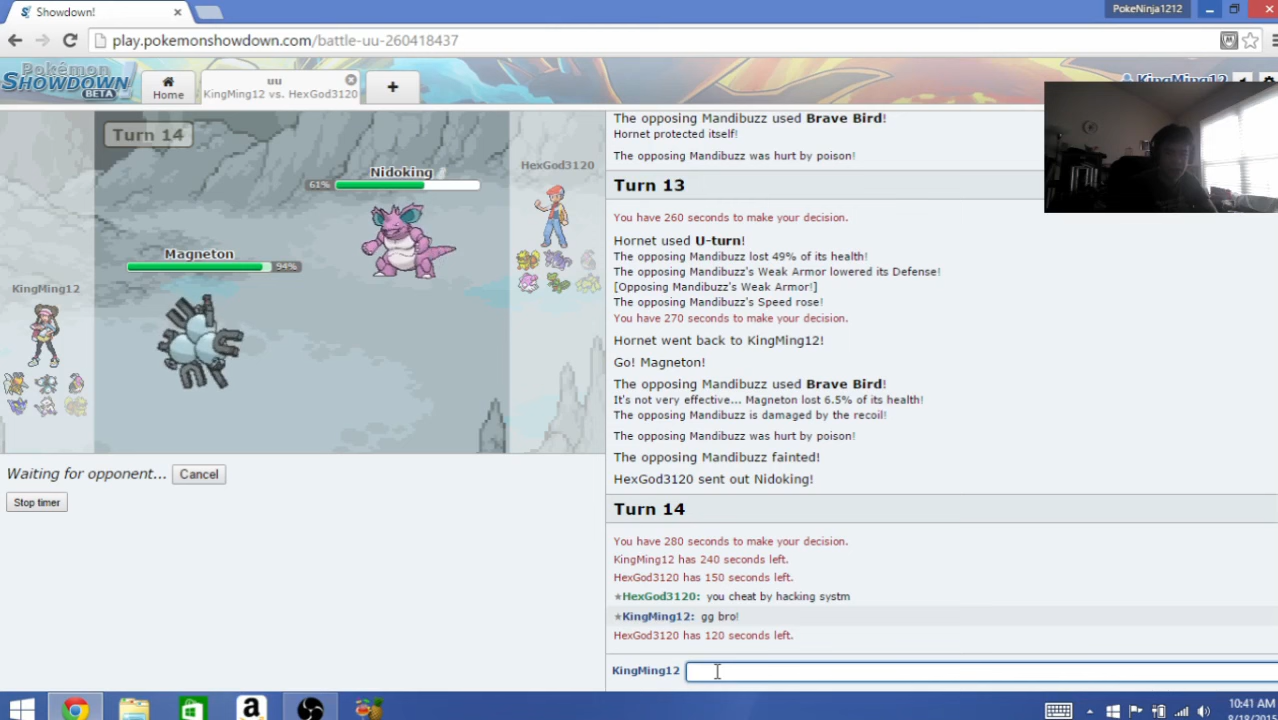 Showdown!
PokeNinja1212
play.pokemonshowdown.com/battle-uu-260418437
Pokémon
SHOWDOWN
BETA
Home
uu
KingMing12 vs. HexGod3120
+
KingMing12
Turn 14
Nidoking
61%
Magneton
94%
HexGod3120
KingMing12
Waiting for opponent... Cancel
Stop timer
The opposing Mandibuzz used Brave Bird!
Hornet protected itself!
The opposing Mandibuzz was hurt by poison!
Turn 13
You have 260 seconds to make your decision.
Hornet used U-turn!
The opposing Mandibuzz lost 49% of its health!
The opposing Mandibuzz's Weak Armor lowered its Defense!
[Opposing Mandibuzz's Weak Armor!]
The opposing Mandibuzz's Speed rose!
You have 270 seconds to make your decision.
Hornet went back to KingMing12!
Go! Magneton!
The opposing Mandibuzz used Brave Bird!
It's not very effective... Magneton lost 6.5% of its health!
The opposing Mandibuzz is damaged by the recoil!
The opposing Mandibuzz was hurt by poison!
The opposing Mandibuzz fainted!
HexGod3120 sent out Nidoking!
Turn 14
You have 280 seconds to make your decision.
KingMing12 has 240 seconds left.
HexGod3120 has 150 seconds left.
★HexGod3120: you cheat by hacking systm
★KingMing12: gg bro!
HexGod3120 has 120 seconds left.
KingMing12
10:41 AM